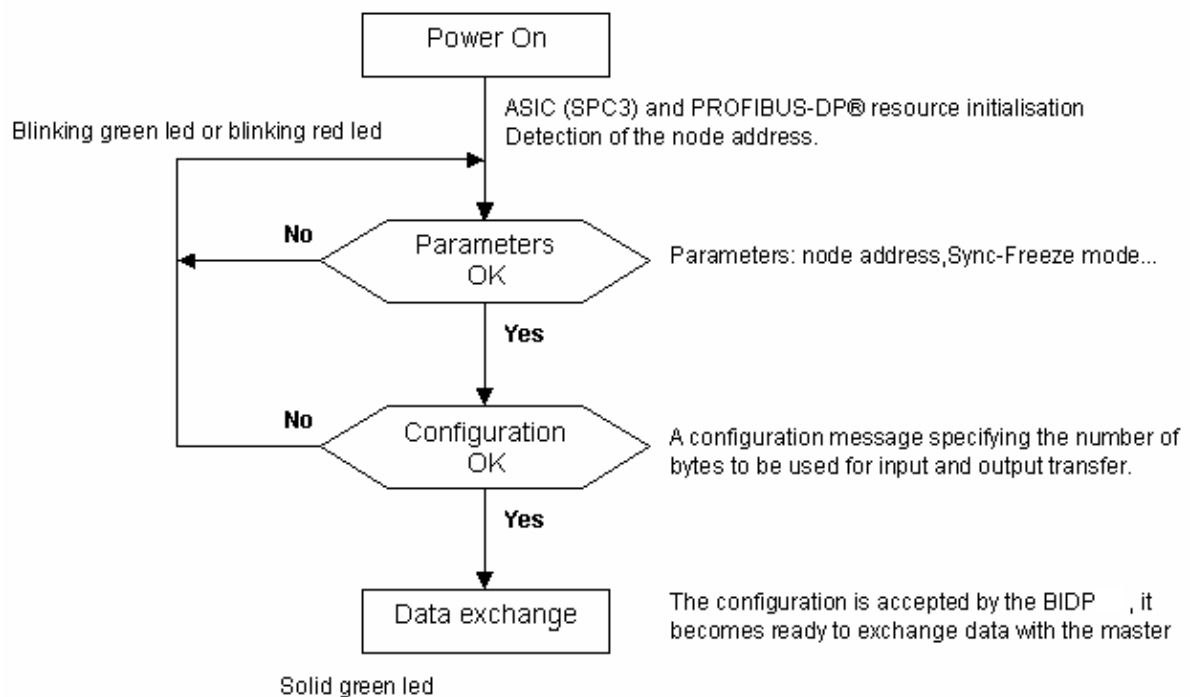 Power On
ASIC (SPC3) and PROFIBUS-DP® resource initialisation
Detection of the node address.
Blinking green led or blinking red led
No
Parameters
OK
Parameters: node address,Sync-Freeze mode...
Yes
No
Configuration
OK
A configuration message specifying the number of
bytes to be used for input and output transfer.
Yes
Data exchange
The configuration is accepted by the BIDP , it
becomes ready to exchange data with the master
Solid green led